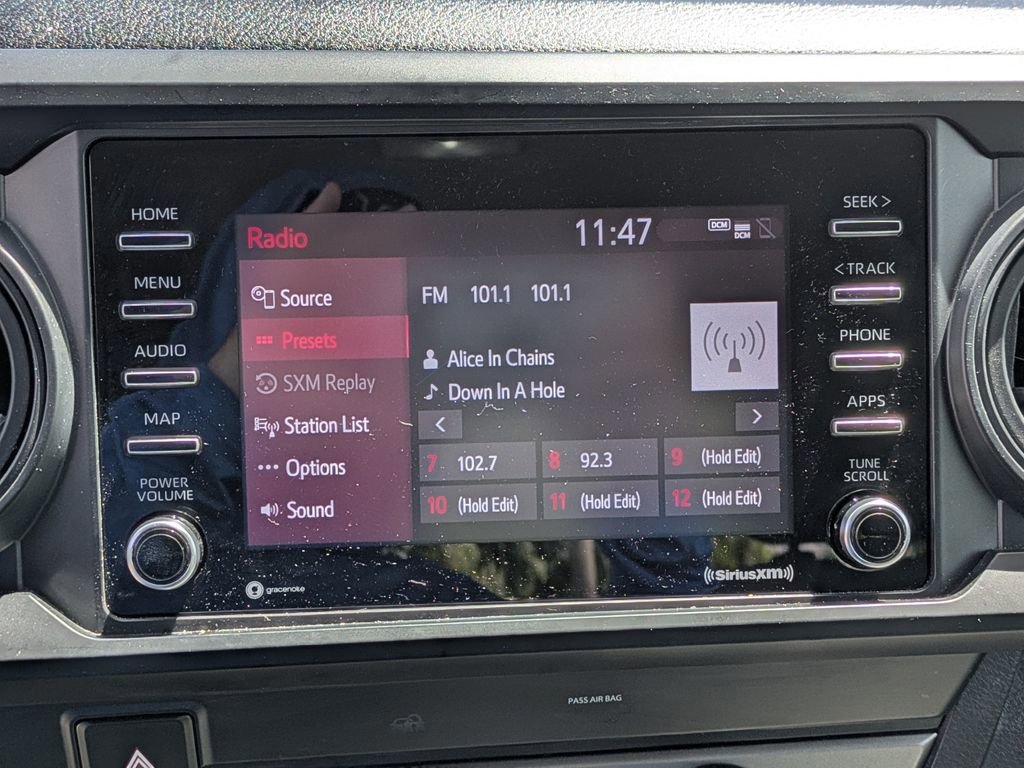 HOME
MENU
AUDIO
MAP
POWER
VOLUME
Radio
11:47
DCM
DCM
Source
Presets
SXM Replay
Station List
••• Options
Sound
FM 101.1 101.1
Alice In Chains
Down In A Hole
< >
7 102.7 8 92.3 9 (Hold Edit)
10 (Hold Edit) 11 (Hold Edit) 12 (Hold Edit)
SEEK >
< TRACK
PHONE
APPS
TUNE
SCROLL
gracenote
((SiriusXM))
PASS AIR BAG